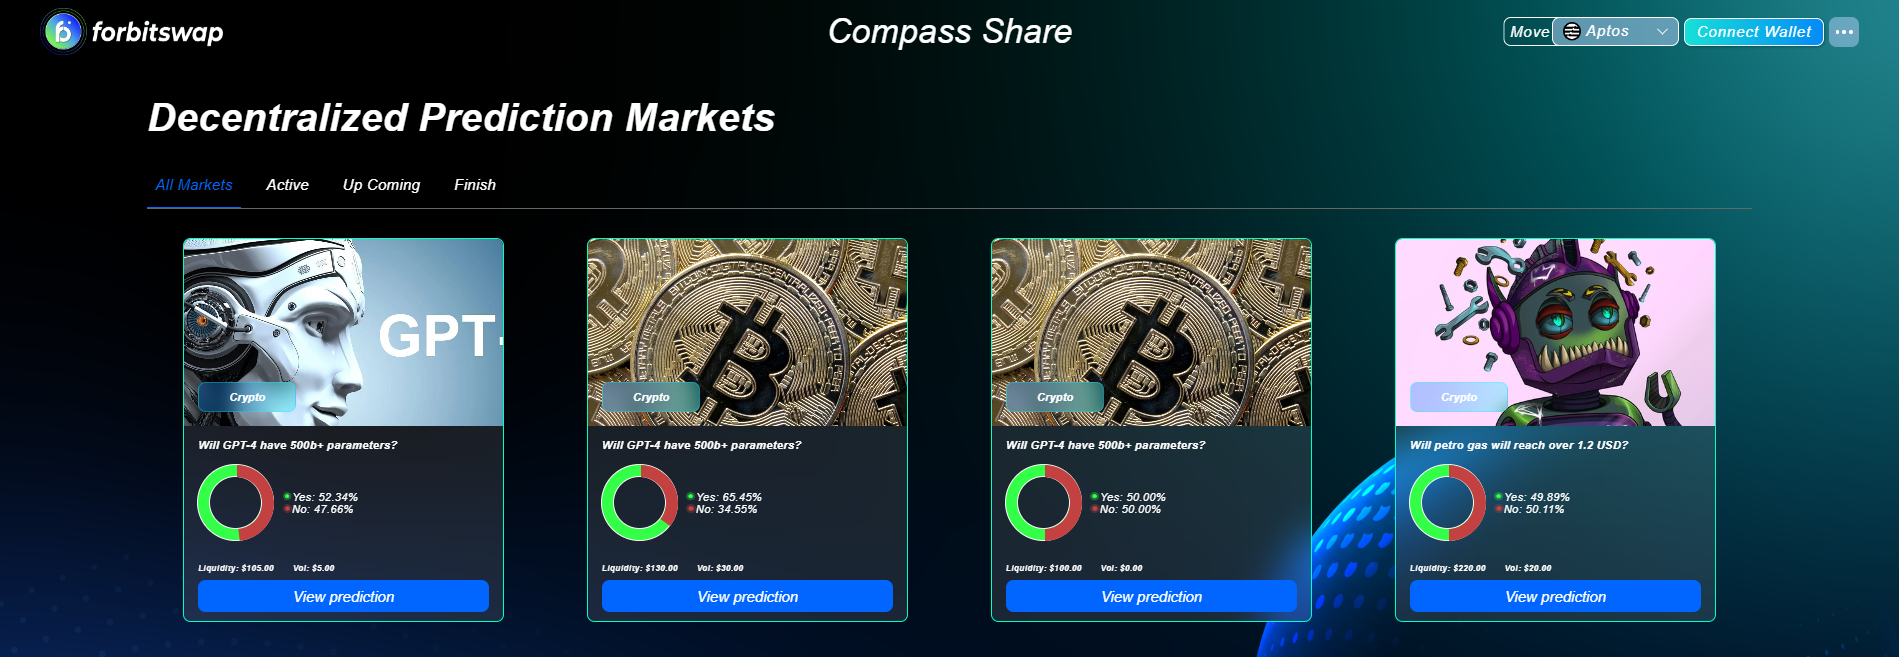 forbitswap
Compass Share
Move
Aptos
Connect Wallet
Decentralized Prediction Markets
All Markets
Active
Up Coming
Finish
GPT-
Crypto
Will GPT-4 have 500b+ parameters?
Yes: 52.34%
No: 47.66%
Liquidity: $105.00
Vol: $5.00
View prediction
Crypto
Will GPT-4 have 500b+ parameters?
Yes: 65.45%
No: 34.55%
Liquidity: $130.00
Vol: $30.00
View prediction
Crypto
Will GPT-4 have 500b+ parameters?
Yes: 50.00%
No: 50.00%
Liquidity: $100.00
Vol: $0.00
View prediction
Crypto
Will petro gas will reach over 1.2 USD?
Yes: 49.89%
No: 50.11%
Liquidity: $220.00
Vol: $20.00
View prediction